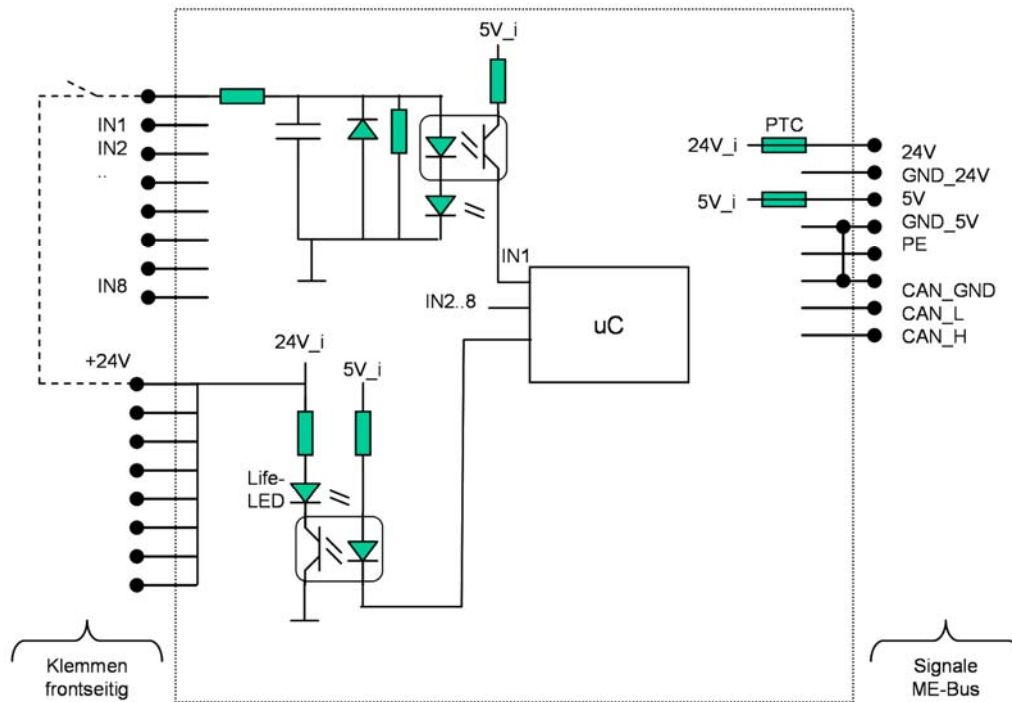 5V_i
IN1
IN2
..
IN8
PTC
24V_i
5V_i
24V
GND_24V
5V
GND_5V
PE
CAN_GND
CAN_L
CAN_H
IN1
IN2..8
uC
+24V
24V_i
5V_i
Life-
LED
Klemmen
frontseitig
Signale
ME-Bus